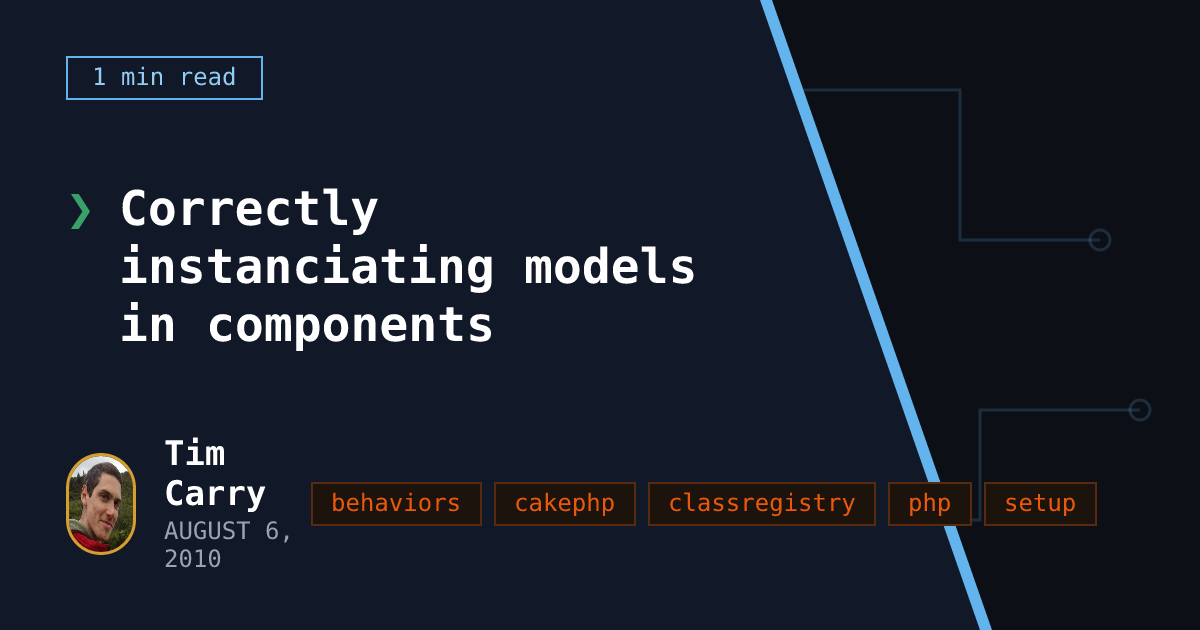 1 min read
❯ Correctly
instanciating models
in components
Tim
Carry
AUGUST 6,
2010
behaviors cakephp classregistry php setup